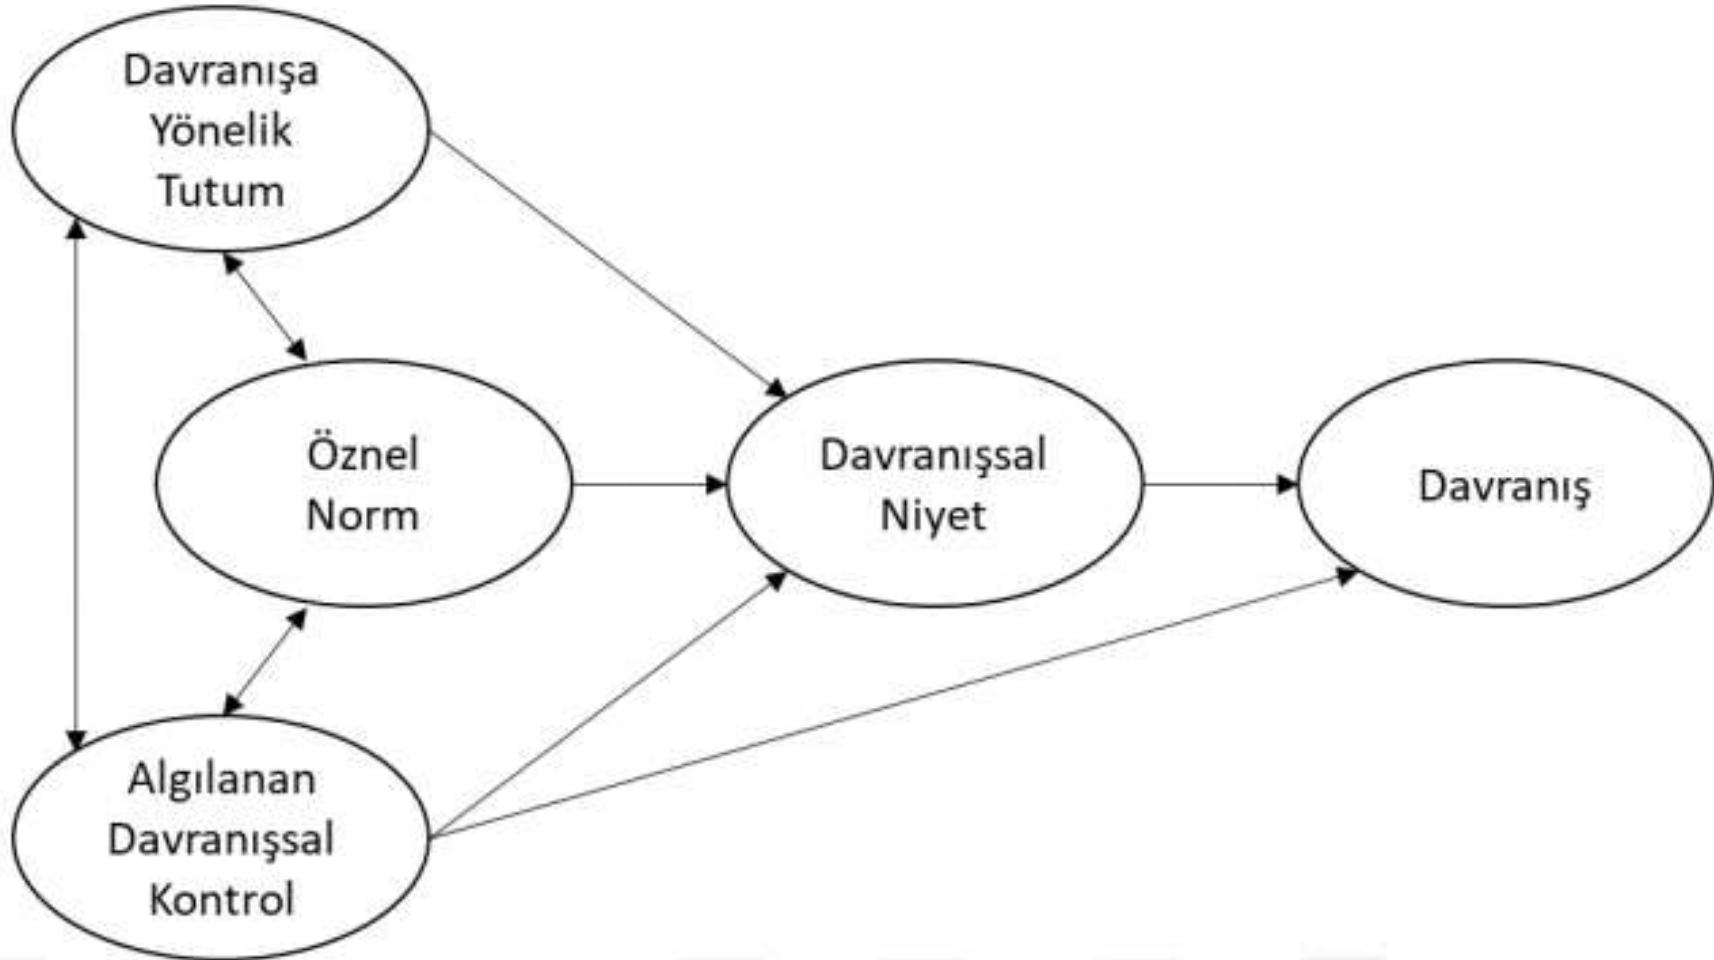 Davranışa
Yönelik
Tutum
Öznel
Norm
Davranışsal
Niyet
Davranış
Algılanan
Davranışsal
Kontrol